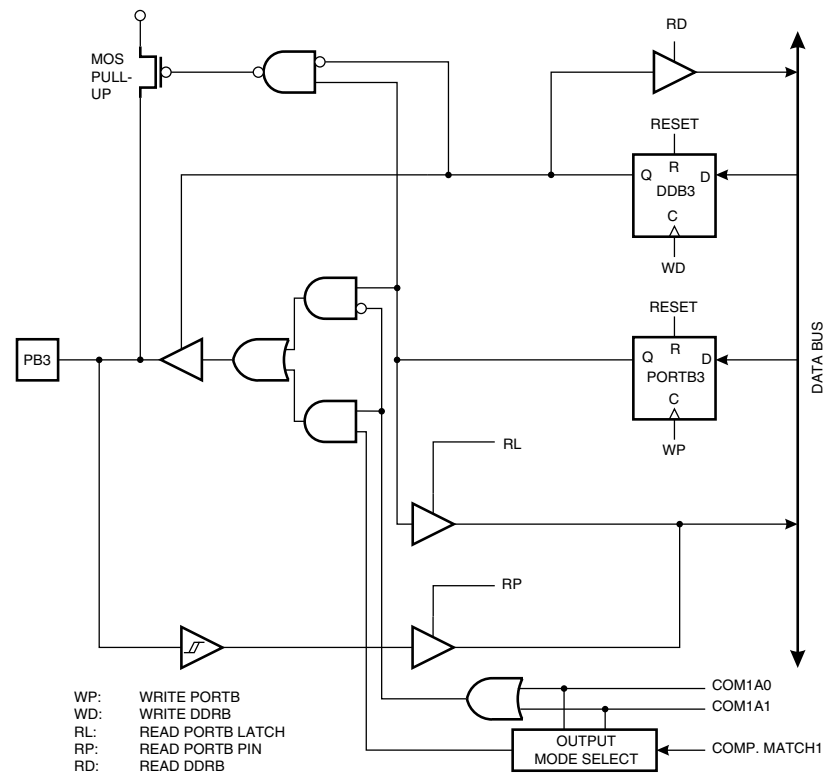 MOS
PULL-
UP
RD
RESET
R
Q
D
DDB3
C
WD
RESET
R
Q
D
PORTB3
C
WP
PB3
DATA BUS
RL
RP
COM1A0
COM1A1
OUTPUT
MODE SELECT
COMP. MATCH1
WP: WRITE PORTB
WD: WRITE DDRB
RL: READ PORTB LATCH
RP: READ PORTB PIN
RD: READ DDRB